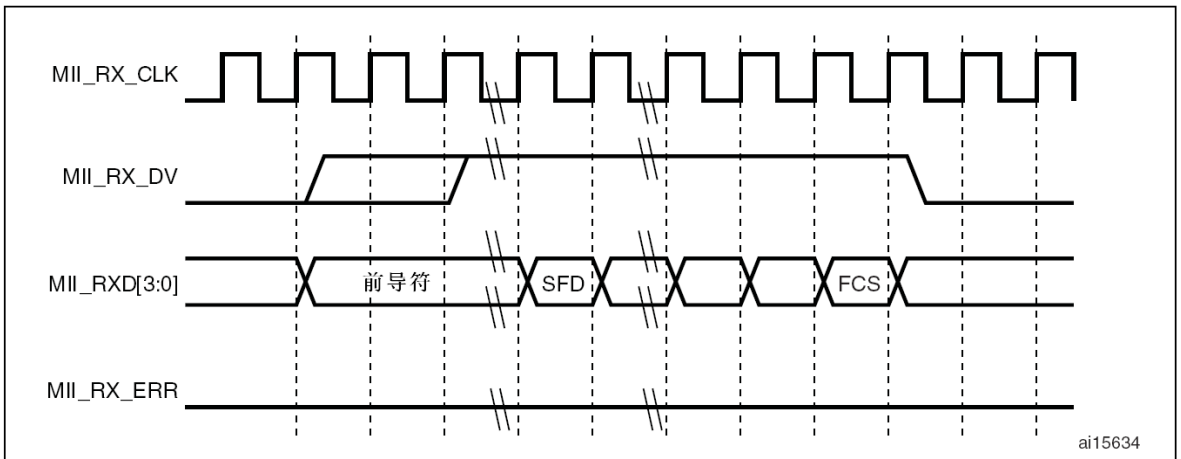 MII_RX_CLK
MII_RX_DV
MII_RXD[3:0]
前导符
SFD
FCS
MII_RX_ERR
ai15634